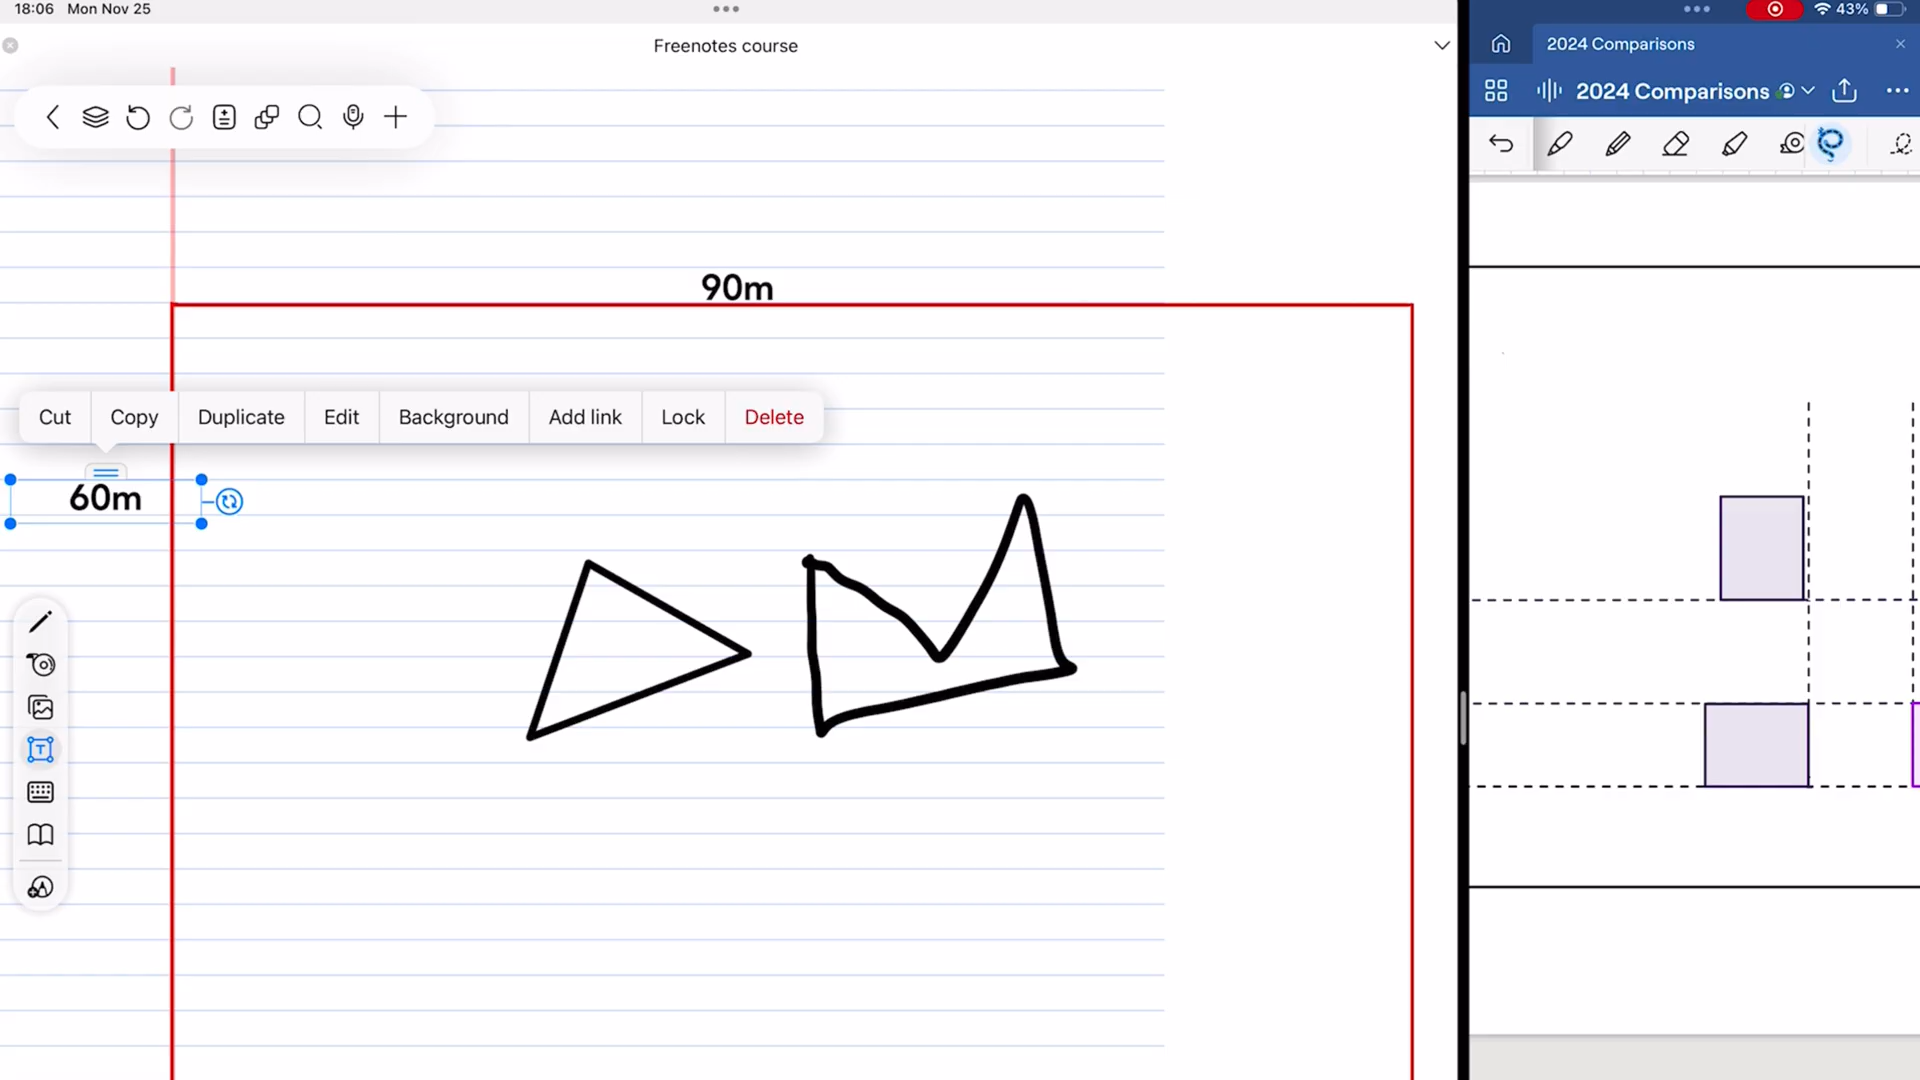 18:06 Mon Nov 25
43%
Freenotes course
2024 Comparisons
2024 Comparisons
90m
Cut Copy Duplicate Edit Background Add link Lock Delete
60m